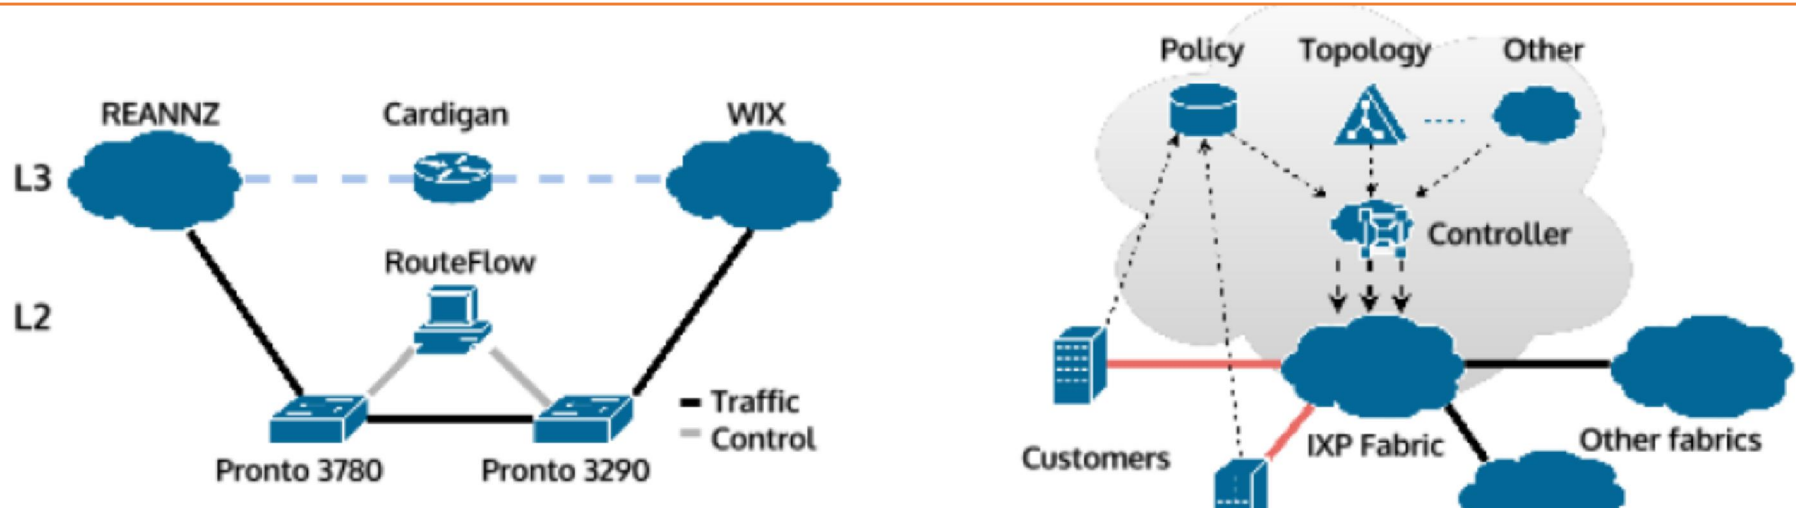 REANNZ
Cardigan
WIX
L3
RouteFlow
L2
Traffic
Control
Pronto 3780
Pronto 3290
Policy
Topology
Other
Controller
Customers
IXP Fabric
Other fabrics